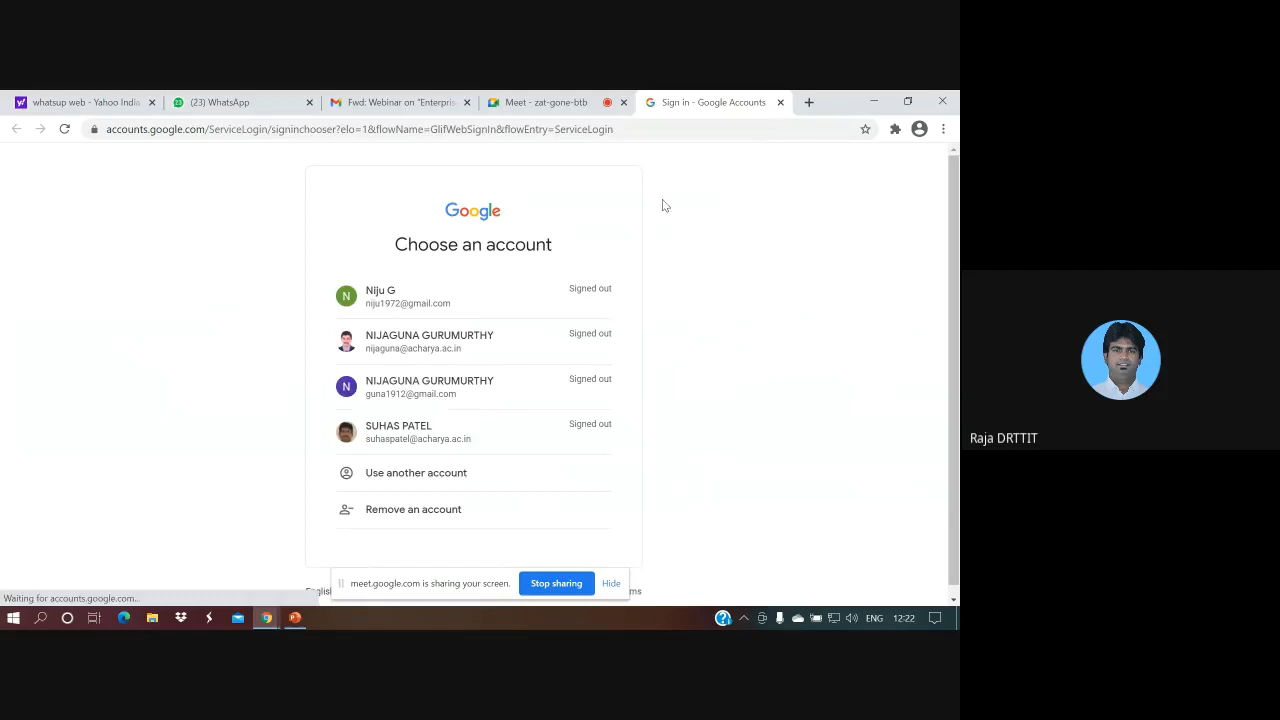 whatsup web - Yahoo India
(23) WhatsApp
Fwd: Webinar on "Enterpris
Meet - zat-gone-btb
Sign in - Google Accounts
accounts.google.com/ServiceLogin/signinchooser?elo=1&flowName=GlifWebSignIn&flowEntry=ServiceLogin
Google
Choose an account
N
Niju G
Signed out
niju1972@gmail.com
NIJAGUNA GURUMURTHY
Signed out
nijaguna@acharya.ac.in
N
NIJAGUNA GURUMURTHY
Signed out
guna1912@gmail.com
SUHAS PATEL
Signed out
suhaspatel@acharya.ac.in
Use another account
Remove an account
meet.google.com is sharing your screen.
Stop sharing
Hide
Waiting for accounts.google.com...
ENG
12:22
Raja DRTTIT